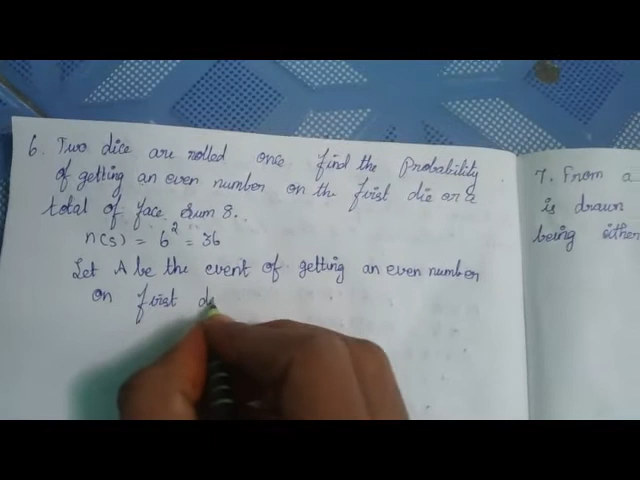 6. Two dice are rolled once find the Probability
of getting an even number on the first die or a
total of face sum 8.
n(s) = 6² = 36
Let A be the event of getting an even number
on first
7. From a
is drawn
being either